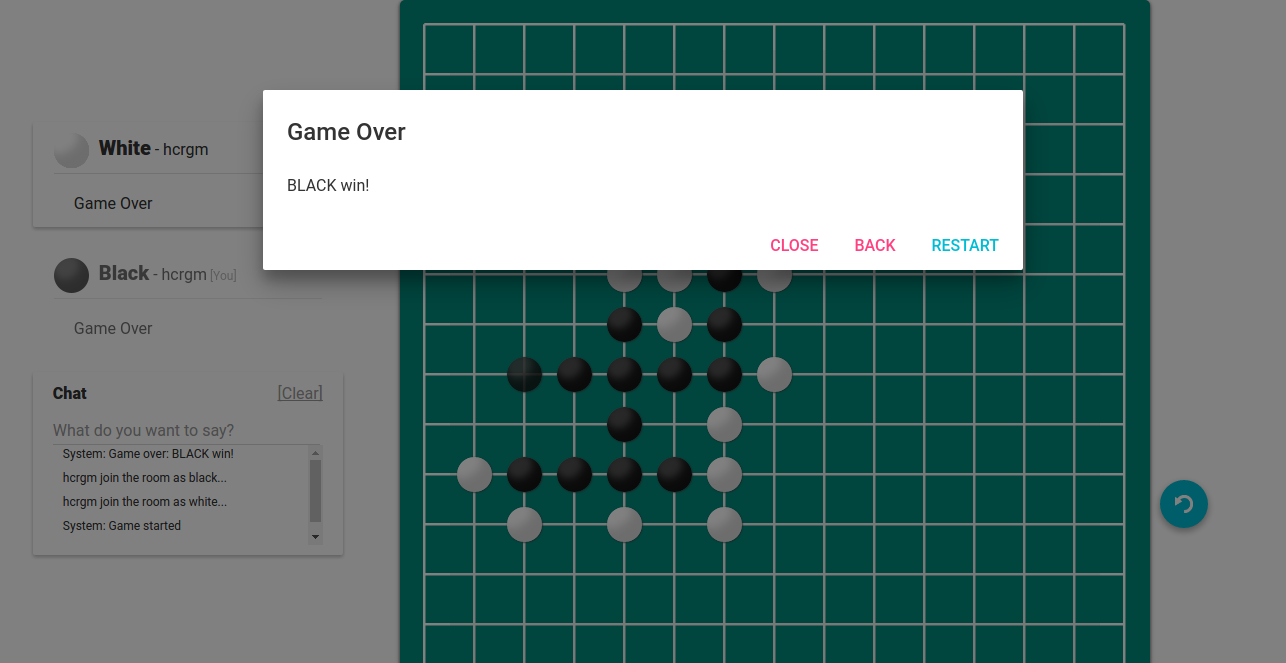 Game Over
BLACK win!
CLOSE BACK RESTART
White - hcrgm
Game Over
Black - hcrgm [You]
Game Over
Chat [Clear]
What do you want to say?
System: Game over: BLACK win!
hcrgm join the room as black...
hcrgm join the room as white...
System: Game started